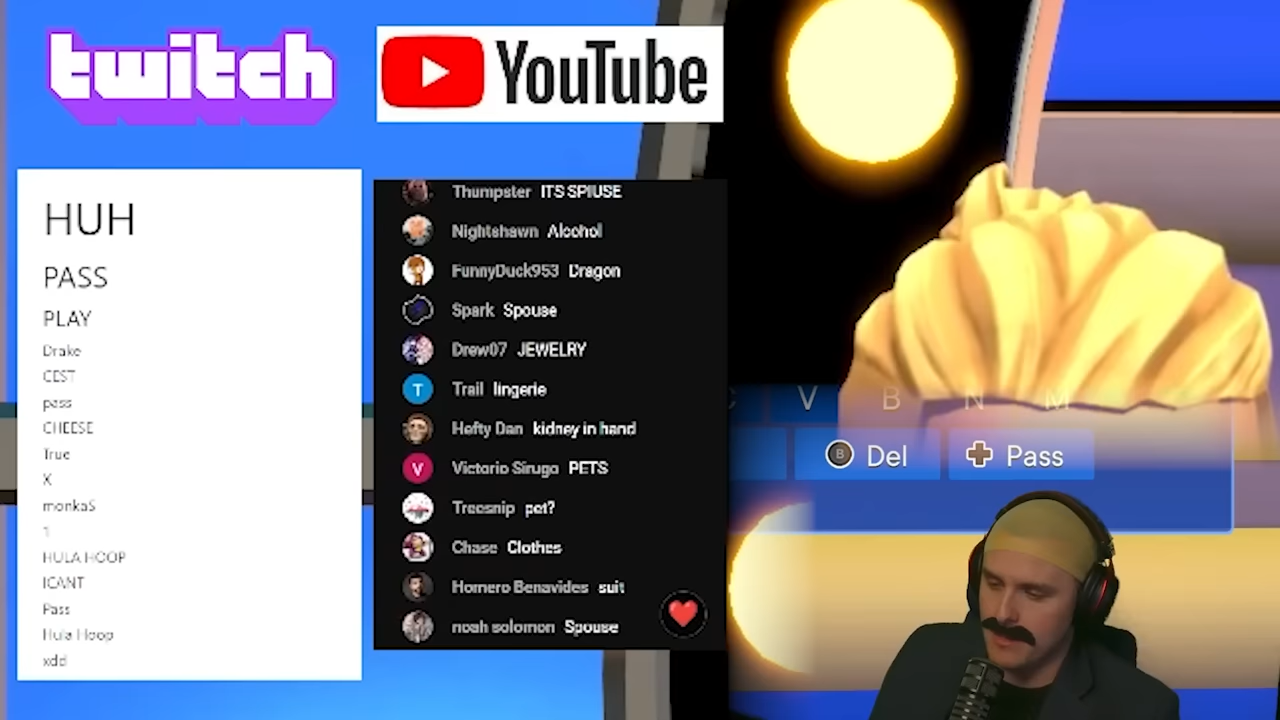 twitch
YouTube
HUH
PASS
PLAY
Drake
CEST
pass
CHEESE
True
X
monkaS
1
HULA HOOP
ICANT
Pass
Hula Hoop
xdd
Thumpster ITS SPIUSE
Nightshawn Alcohol
FunnyDuck953 Dragon
Spark Spouse
Drew07 JEWELRY
T Trail lingerie
Hefty Dan kidney in hand
V Victorio Sirugo PETS
Treesnip pet?
Chase Clothes
Homero Benavides suit
noah solomon Spouse
C V B N M
B Del Pass